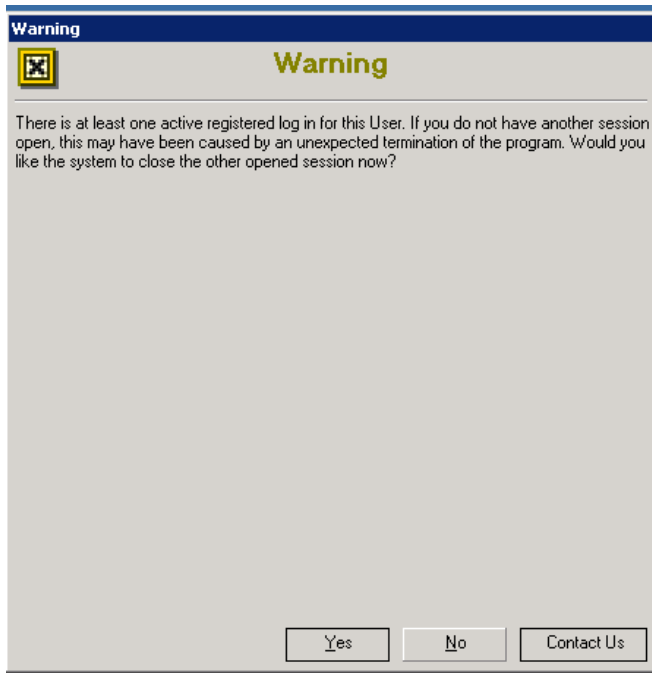 Warning
Warning
There is at least one active registered log in for this User. If you do not have another session
open, this may have been caused by an unexpected termination of the program. Would you
like the system to close the other opened session now?
Yes
No
Contact Us